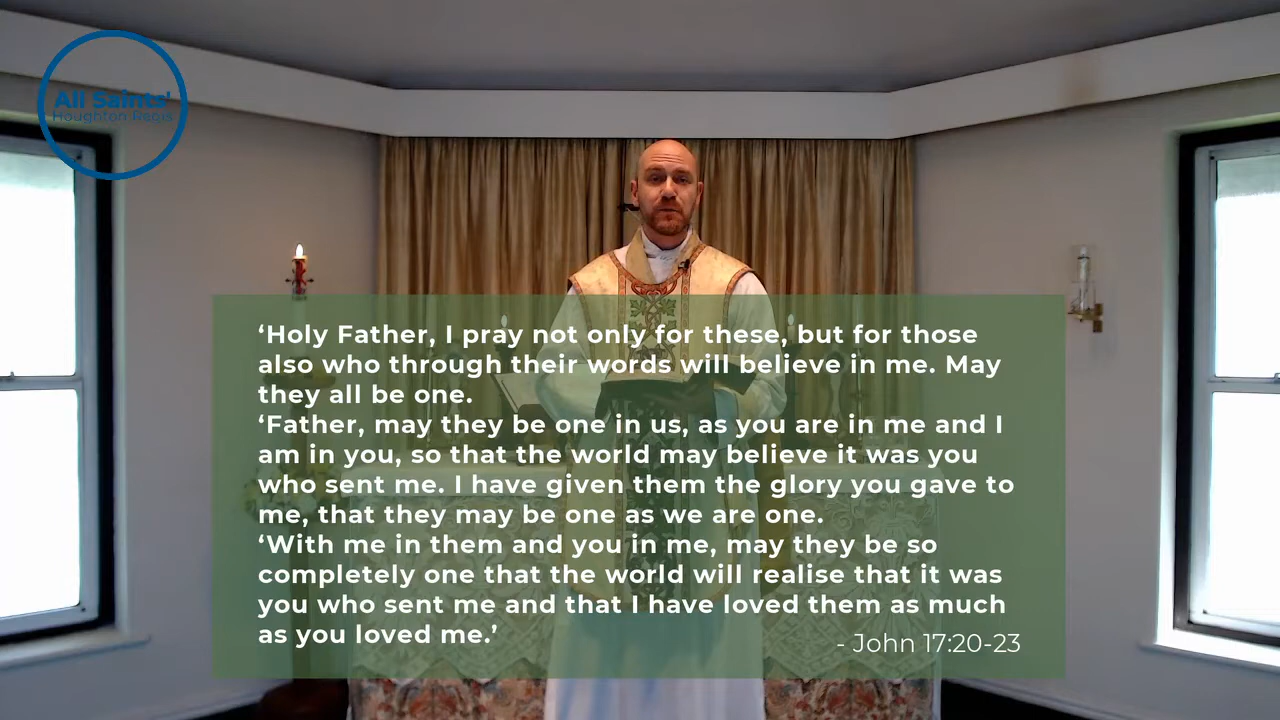 All Saints'
Houghton Regis
‘Holy Father, I pray not only for these, but for those
also who through their words will believe in me. May
they all be one.
‘Father, may they be one in us, as you are in me and I
am in you, so that the world may believe it was you
who sent me. I have given them the glory you gave to
me, that they may be one as we are one.
‘With me in them and you in me, may they be so
completely one that the world will realise that it was
you who sent me and that I have loved them as much
as you loved me.’
- John 17:20-23